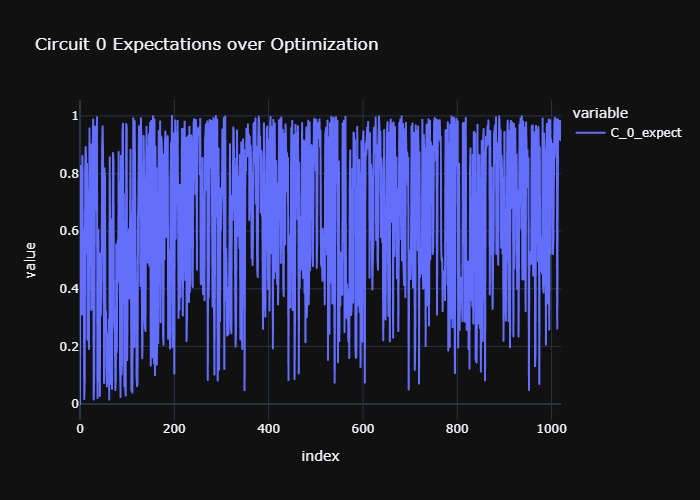 Circuit 0 Expectations over Optimization
variable
C_0_expect
value
1
0.8
0.6
0.4
0.2
0
0 200 400 600 800 1000
index